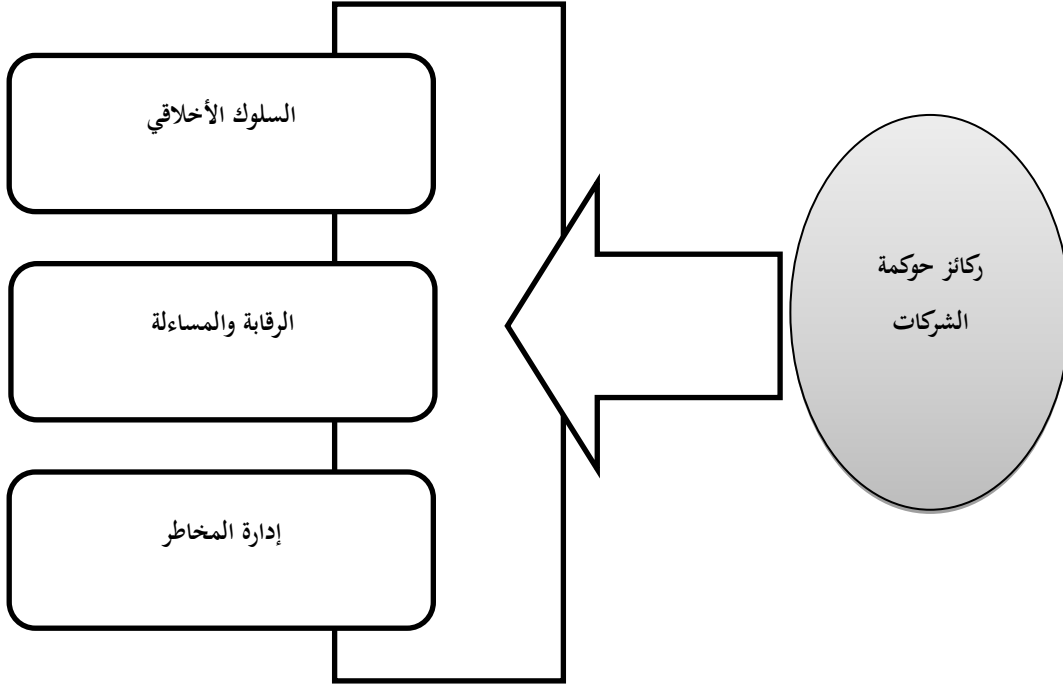 ركائز حوكمة
الشركات
السلوك الأخلاقي
الرقابة والمساءلة
إدارة المخاطر